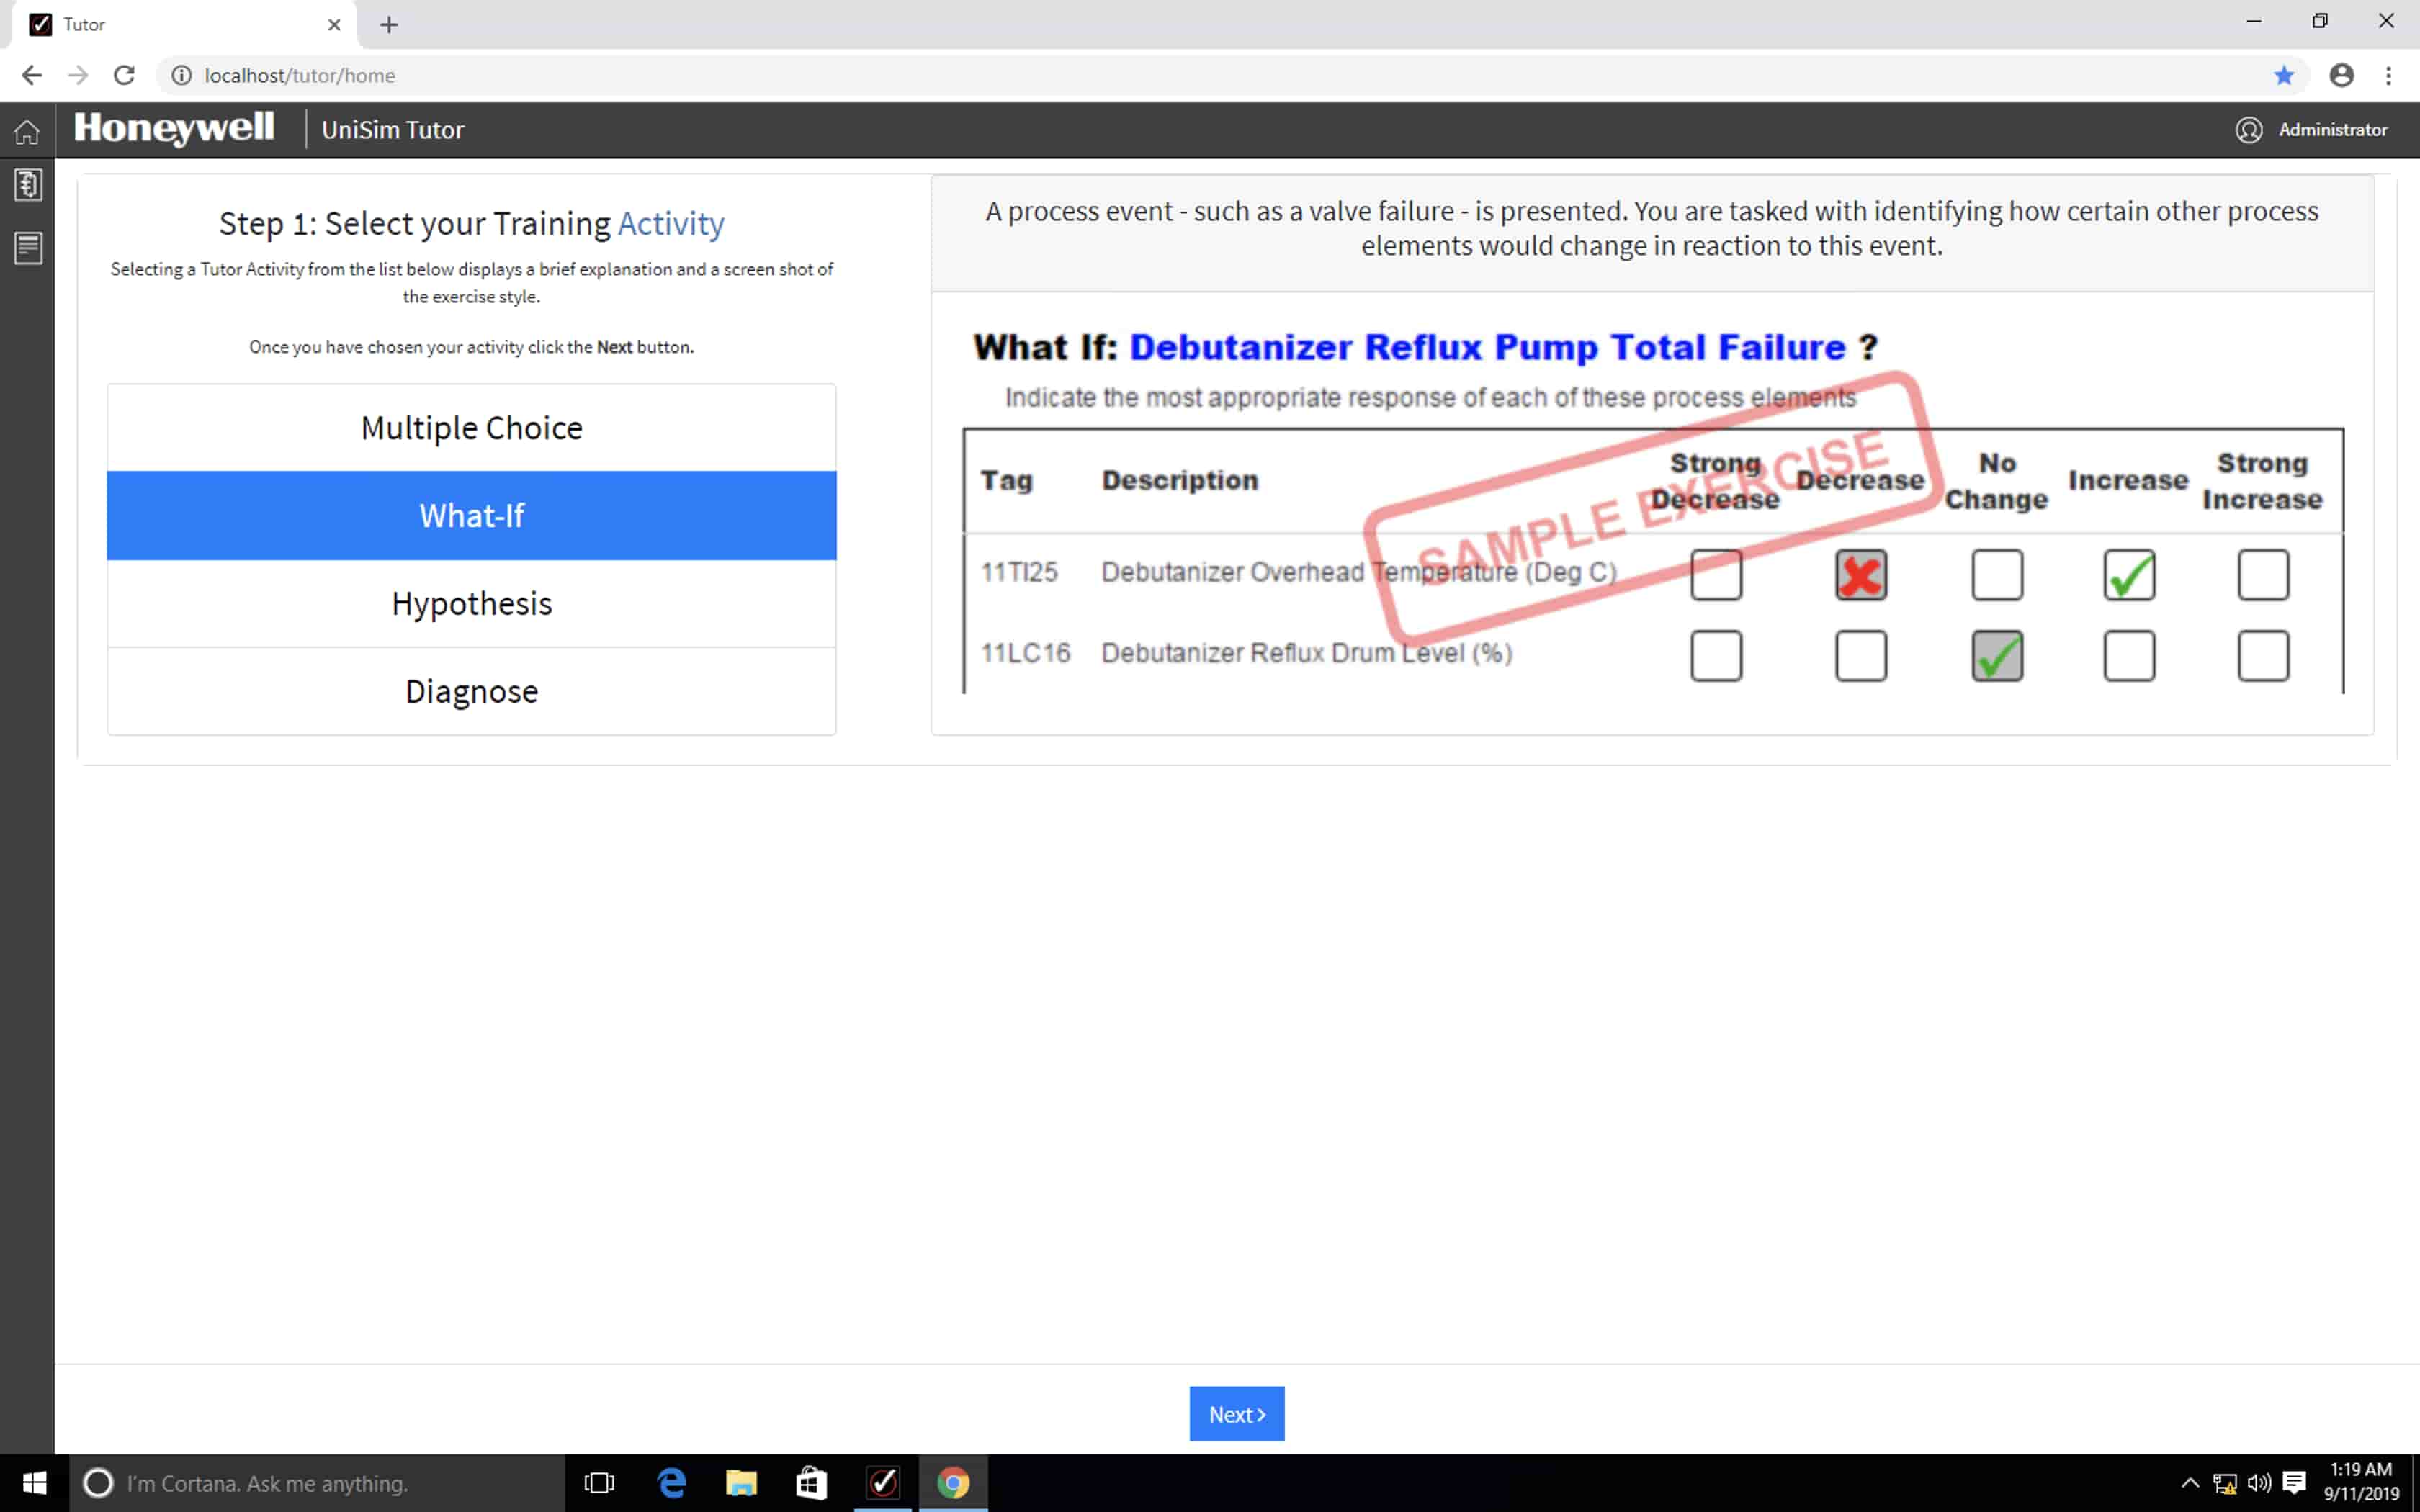 Tutor
localhost/tutor/home
Honeywell
UniSim Tutor
Administrator
Step 1: Select your Training Activity
Selecting a Tutor Activity from the list below displays a brief explanation and a screen shot of
the exercise style.
Once you have chosen your activity click the Next button.
Multiple Choice
What-If
Hypothesis
Diagnose
A process event - such as a valve failure - is presented. You are tasked with identifying how certain other process
elements would change in reaction to this event.
What If: Debutanizer Reflux Pump Total Failure ?
Indicate the most appropriate response of each of these process elements
Tag Description Strong Decrease Decrease No Change Increase Strong Increase
SAMPLE EXERCISE
11TI25 Debutanizer Overhead Temperature (Deg C)
11LC16 Debutanizer Reflux Drum Level (%)
Next
I'm Cortana. Ask me anything.
1:19 AM
9/11/2019